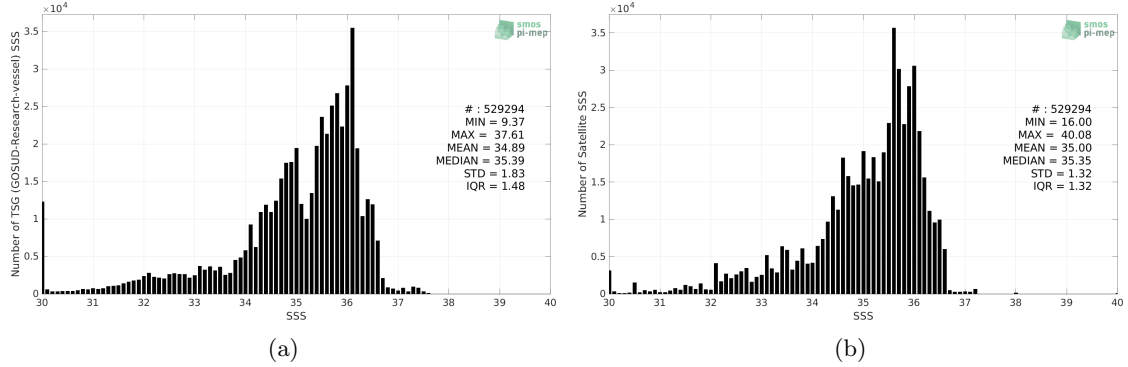 ×10⁴
3.5
3
2.5
2
1.5
1
0.5
0
30 31 32 33 34 35 36 37 38 39 40
SSS
Number of TSG (GOSUD-Research-vessel) SSS
smos
pi-mep
# : 529294
MIN = 9.37
MAX = 37.61
MEAN = 34.89
MEDIAN = 35.39
STD = 1.83
IQR = 1.48
(a)
×10⁴
3.5
3
2.5
2
1.5
1
0.5
0
30 31 32 33 34 35 36 37 38 39 40
SSS
Number of Satellite SSS
smos
pi-mep
# : 529294
MIN = 16.00
MAX = 40.08
MEAN = 35.00
MEDIAN = 35.35
STD = 1.32
IQR = 1.32
(b)